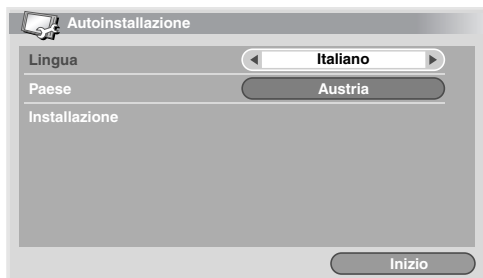 Autoinstallazione
Lingua Italiano
Paese Austria
Installazione
Inizio